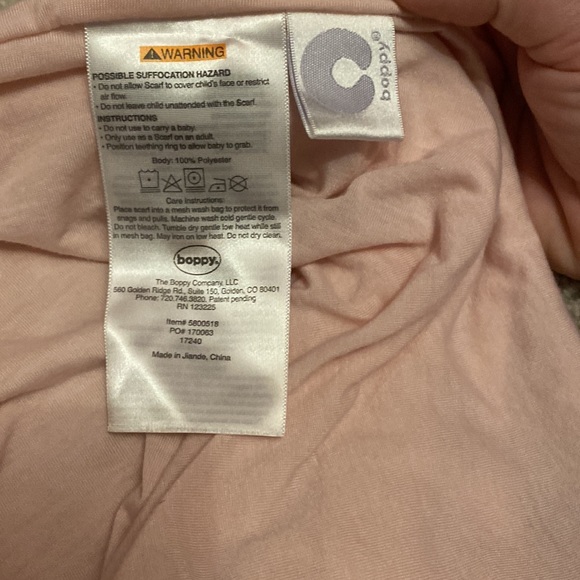 WARNING
POSSIBLE SUFFOCATION HAZARD
• Do not allow Scarf to cover child's face or restrict
air flow.
• Do not leave child unattended with the Scarf.
INSTRUCTIONS
• Do not use to carry a baby.
• Only use as a Scarf on an adult.
• Position teething ring to allow baby to grab.
Body: 100% Polyester
Care instructions:
Place scarf into a mesh wash bag to protect it from
snags and pulls. Machine wash cold gentle cycle.
Do not bleach. Tumble dry gentle low heat while still
in mesh bag. May iron on low heat. Do not dry clean.
boppy.
The Boppy Company, LLC
560 Golden Ridge Rd., Suite 150, Golden, CO 80401
Phone: 720.746.3820. Patent pending
RN 123225
Item# 5800518
PO# 170063
17240
Made in Jiande, China
boppy®